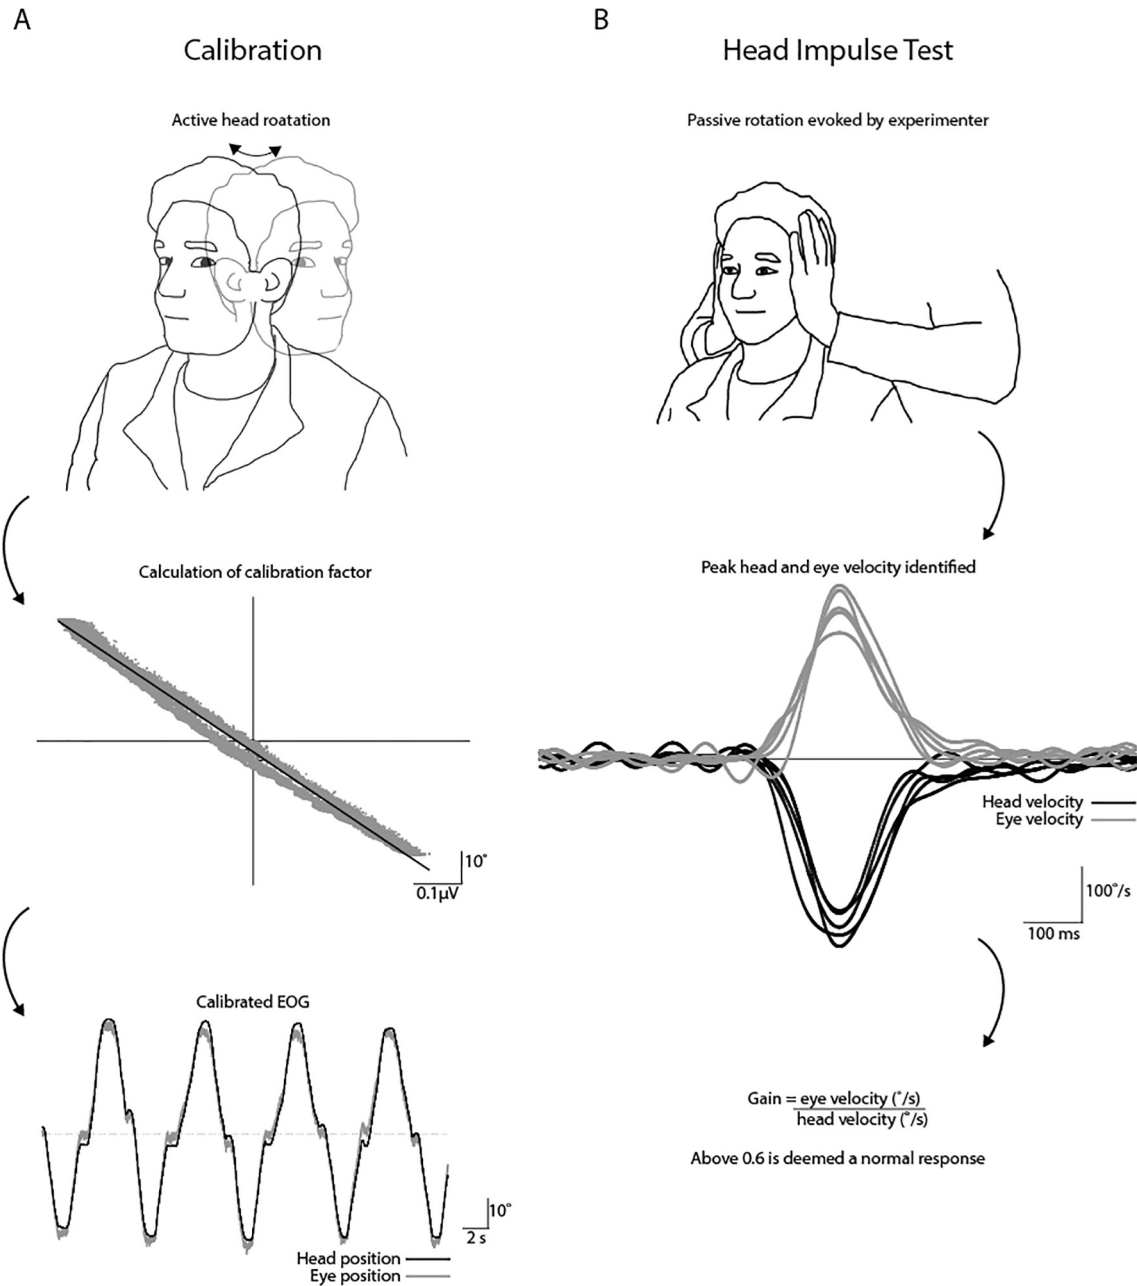 A
Calibration
Active head roatation
Calculation of calibration factor
10°
0.1µV
Calibrated EOG
10°
2 s
Head position
Eye position
B
Head Impulse Test
Passive rotation evoked by experimenter
Peak head and eye velocity identified
Head velocity
Eye velocity
100°/s
100 ms
Gain = eye velocity (°/s)
head velocity (°/s)
Above 0.6 is deemed a normal response